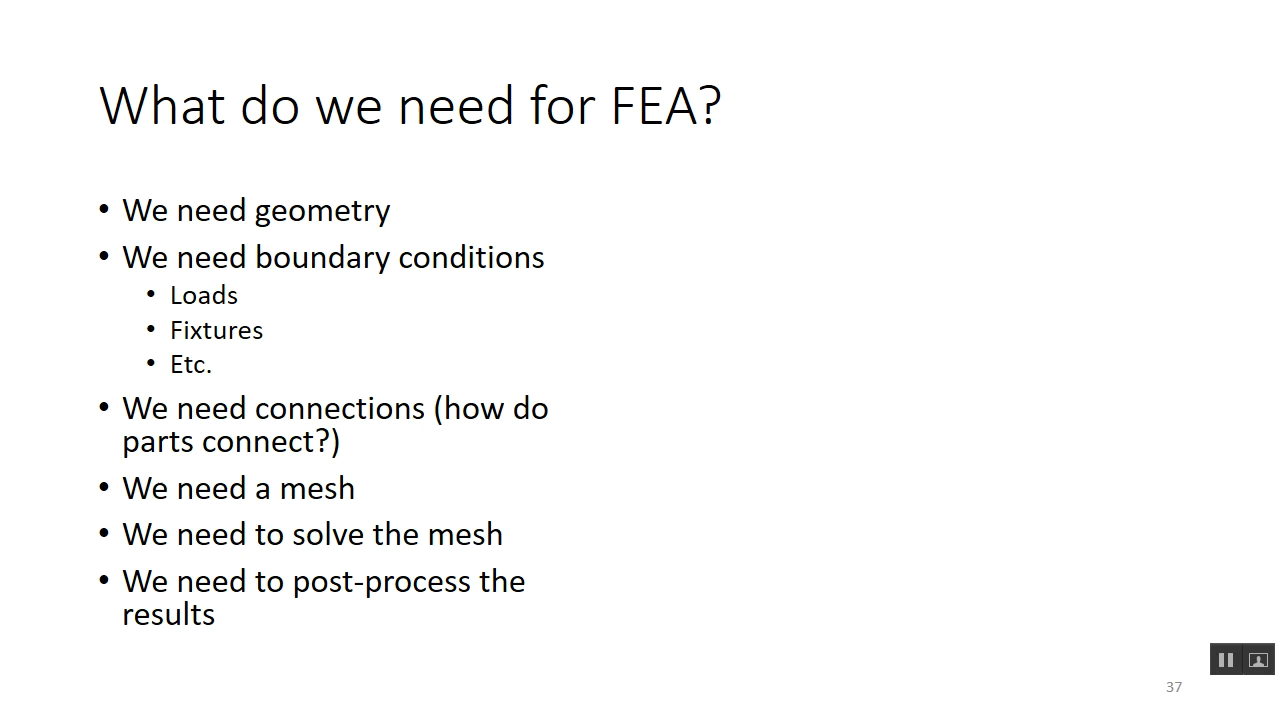 What do we need for FEA?
• We need geometry
• We need boundary conditions
• Loads
• Fixtures
• Etc.
• We need connections (how do
parts connect?)
• We need a mesh
• We need to solve the mesh
• We need to post-process the
results
37